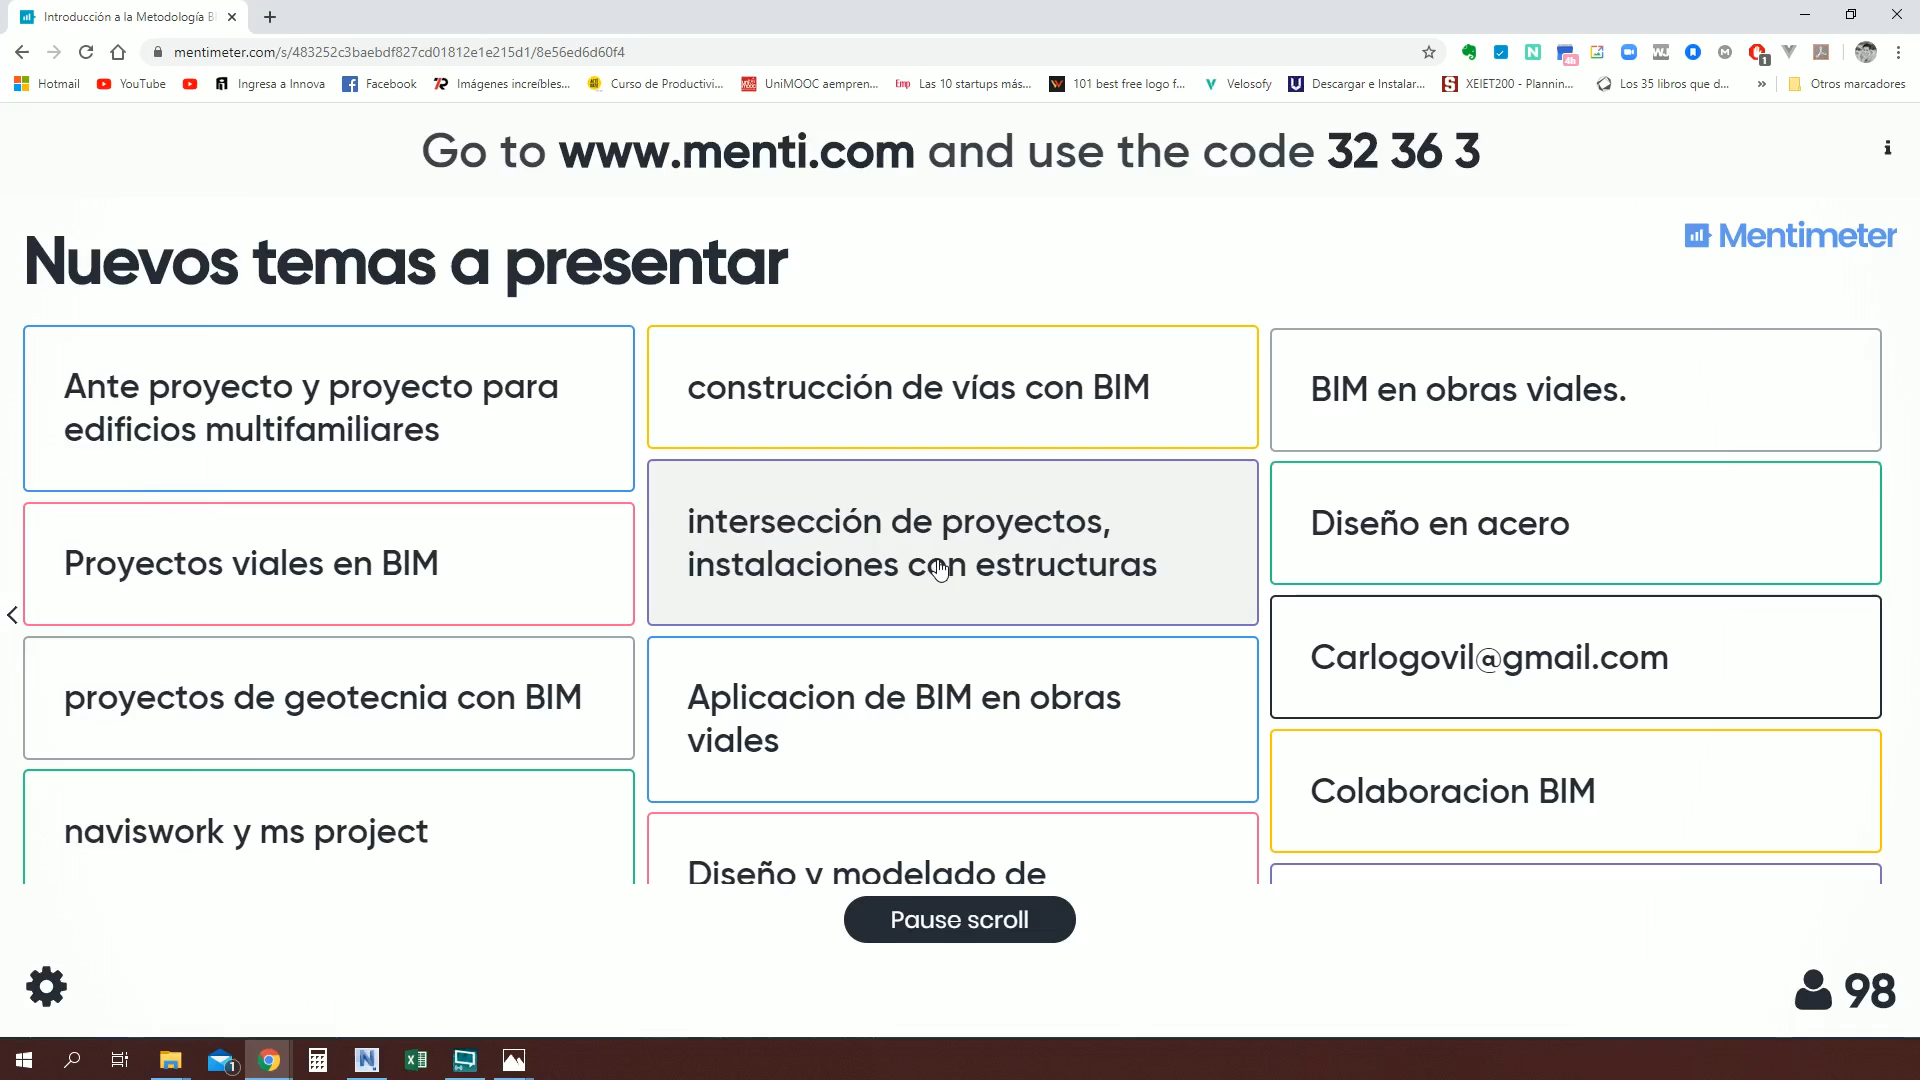 Introducción a la Metodología B
mentimeter.com/s/483252c3baebdf827cd01812e1e215d1/8e56ed6d60f4
Hotmail
YouTube
Ingresa a Innova
Facebook
Imágenes increíbles...
Curso de Productivi...
UniMOOC aempren...
Las 10 startups más...
101 best free logo f...
Velosofy
Descargar e Instalar...
XEIET200 - Plannin...
Los 35 libros que d...
»
Otros marcadores
Go to www.menti.com and use the code 32 36 3
Mentimeter
Nuevos temas a presentar
Ante proyecto y proyecto para
edificios multifamiliares
Proyectos viales en BIM
proyectos de geotecnia con BIM
naviswork y ms project
construcción de vías con BIM
intersección de proyectos,
instalaciones con estructuras
Aplicacion de BIM en obras
viales
Diseño y modelado de
BIM en obras viales.
Diseño en acero
Carlogovil@gmail.com
Colaboracion BIM
Pause scroll
98